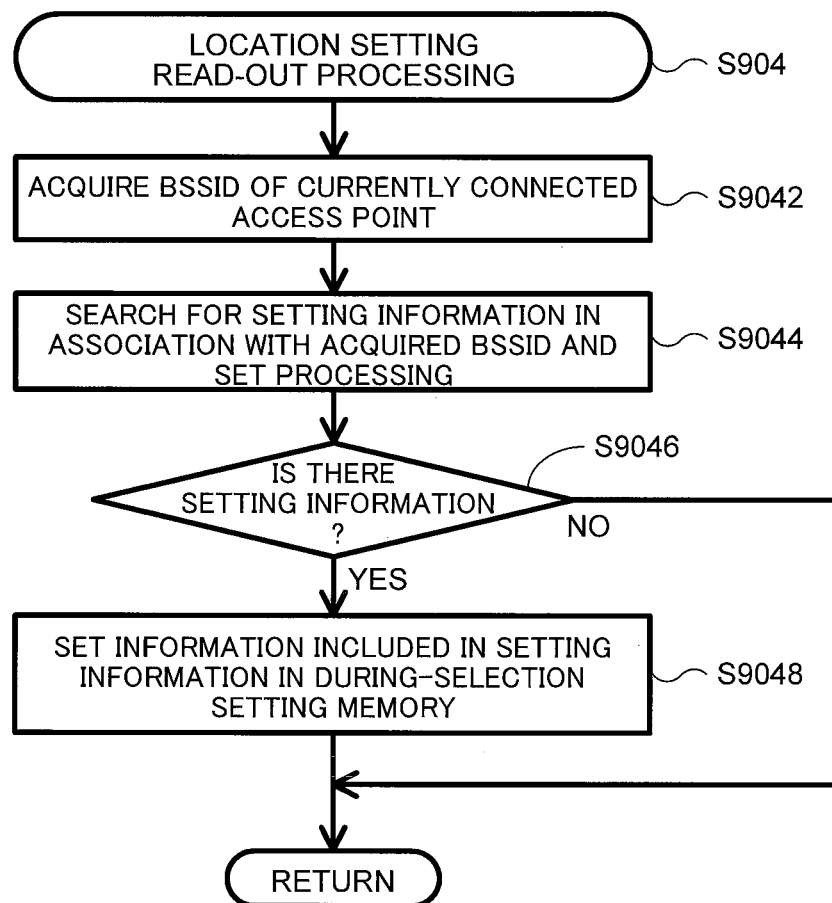 LOCATION SETTING
READ-OUT PROCESSING
S904
ACQUIRE BSSID OF CURRENTLY CONNECTED
ACCESS POINT
S9042
SEARCH FOR SETTING INFORMATION IN
ASSOCIATION WITH ACQUIRED BSSID AND
SET PROCESSING
S9044
S9046
IS THERE
SETTING INFORMATION
?
NO
YES
SET INFORMATION INCLUDED IN SETTING
INFORMATION IN DURING-SELECTION
SETTING MEMORY
S9048
RETURN